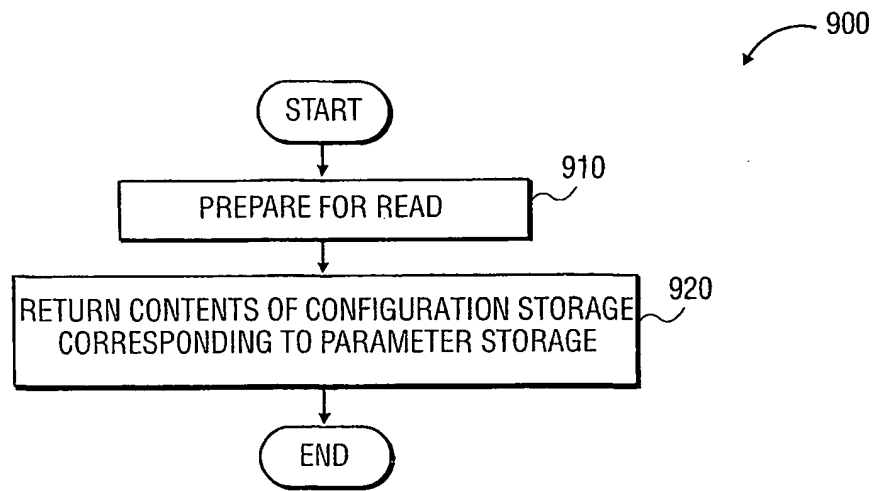 900
START
910
PREPARE FOR READ
920
RETURN CONTENTS OF CONFIGURATION STORAGE
CORRESPONDING TO PARAMETER STORAGE
END